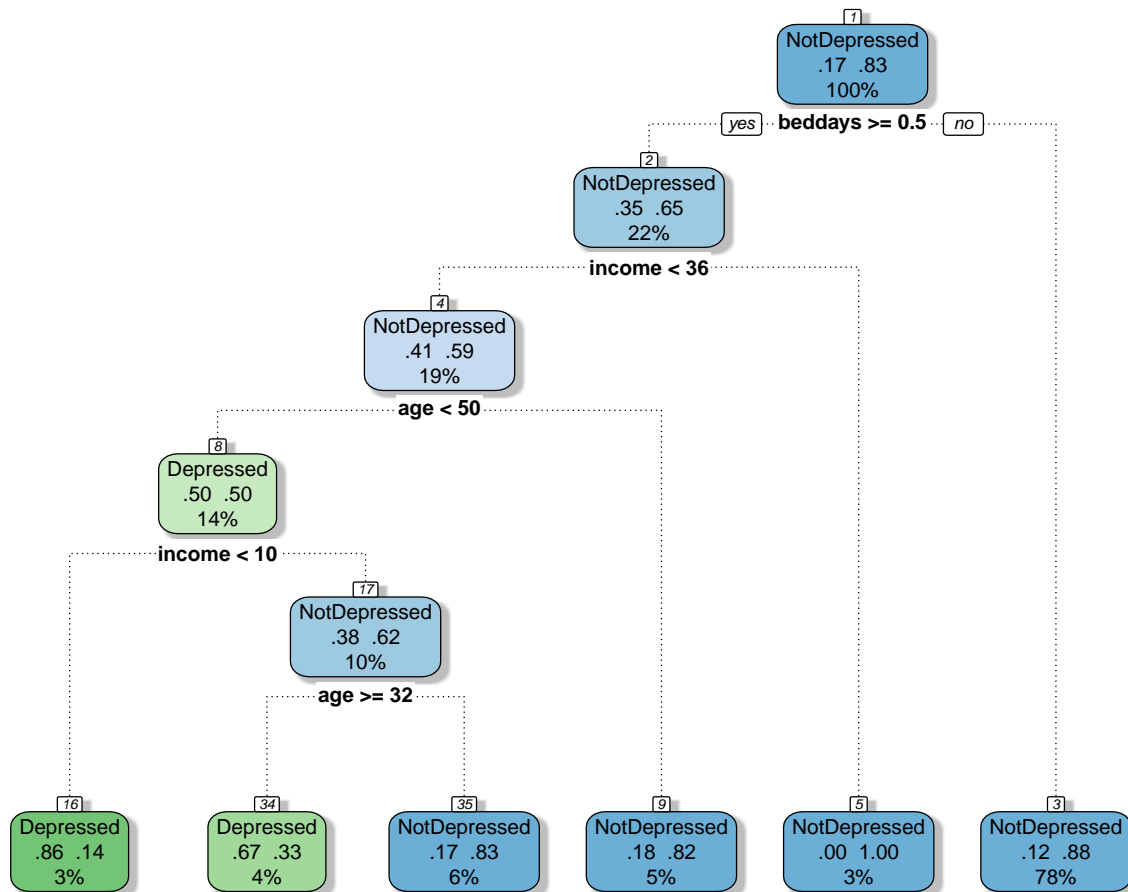 1
NotDepressed
.17 .83
100%
yes beddays >= 0.5 no
2
NotDepressed
.35 .65
22%
income < 36
4
NotDepressed
.41 .59
19%
age < 50
8
Depressed
.50 .50
14%
income < 10
17
NotDepressed
.38 .62
10%
age >= 32
16
Depressed
.86 .14
3%
34
Depressed
.67 .33
4%
35
NotDepressed
.17 .83
6%
9
NotDepressed
.18 .82
5%
5
NotDepressed
.00 1.00
3%
3
NotDepressed
.12 .88
78%